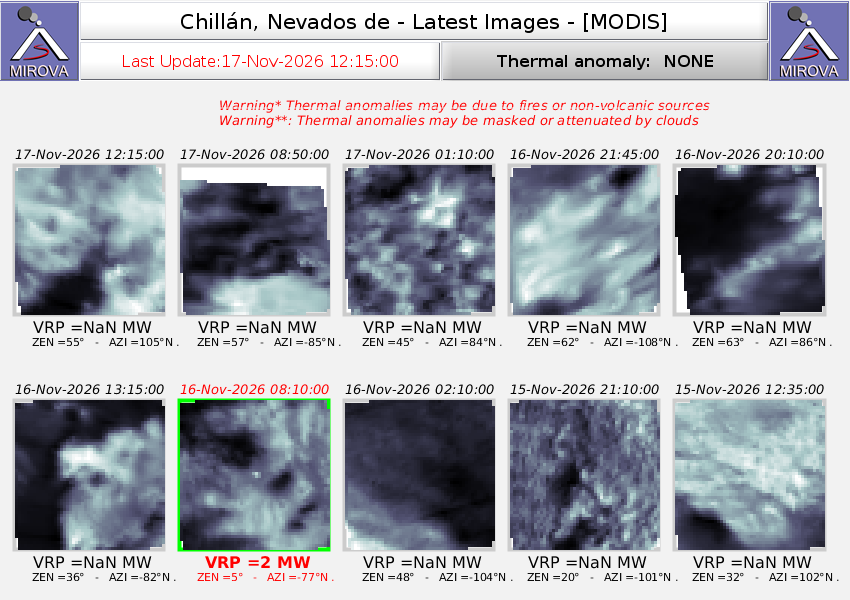 Chillán, Nevados de - Latest Images - [MODIS]
MIROVA
Last Update:17-Nov-2026 12:15:00
Thermal anomaly: NONE
MIROVA
Warning* Thermal anomalies may be due to fires or non-volcanic sources
Warning**: Thermal anomalies may be masked or attenuated by clouds
17-Nov-2026 12:15:00 17-Nov-2026 08:50:00 17-Nov-2026 01:10:00 16-Nov-2026 21:45:00 16-Nov-2026 20:10:00
VRP =NaN MW VRP =NaN MW VRP =NaN MW VRP =NaN MW VRP =NaN MW
ZEN =55° - AZI =105°N . ZEN =57° - AZI =-85°N . ZEN =45° - AZI =84°N . ZEN =62° - AZI =-108°N . ZEN =63° - AZI =86°N .
16-Nov-2026 13:15:00 16-Nov-2026 08:10:00 16-Nov-2026 02:10:00 15-Nov-2026 21:10:00 15-Nov-2026 12:35:00
VRP =NaN MW VRP =2 MW VRP =NaN MW VRP =NaN MW VRP =NaN MW
ZEN =36° - AZI =-82°N . ZEN =5° - AZI =-77°N . ZEN =48° - AZI =-104°N . ZEN =20° - AZI =-101°N . ZEN =32° - AZI =102°N .